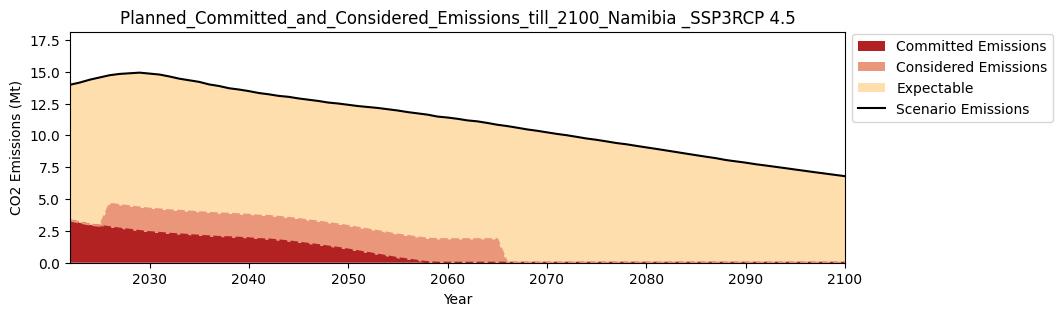 Planned_Committed_and_Considered_Emissions_till_2100_Namibia _SSP3RCP 4.5
17.5
15.0
12.5
10.0
7.5
5.0
2.5
0.0
CO2 Emissions (Mt)
2030
2040
2050
2060
2070
2080
2090
2100
Year
Committed Emissions
Considered Emissions
Expectable
Scenario Emissions